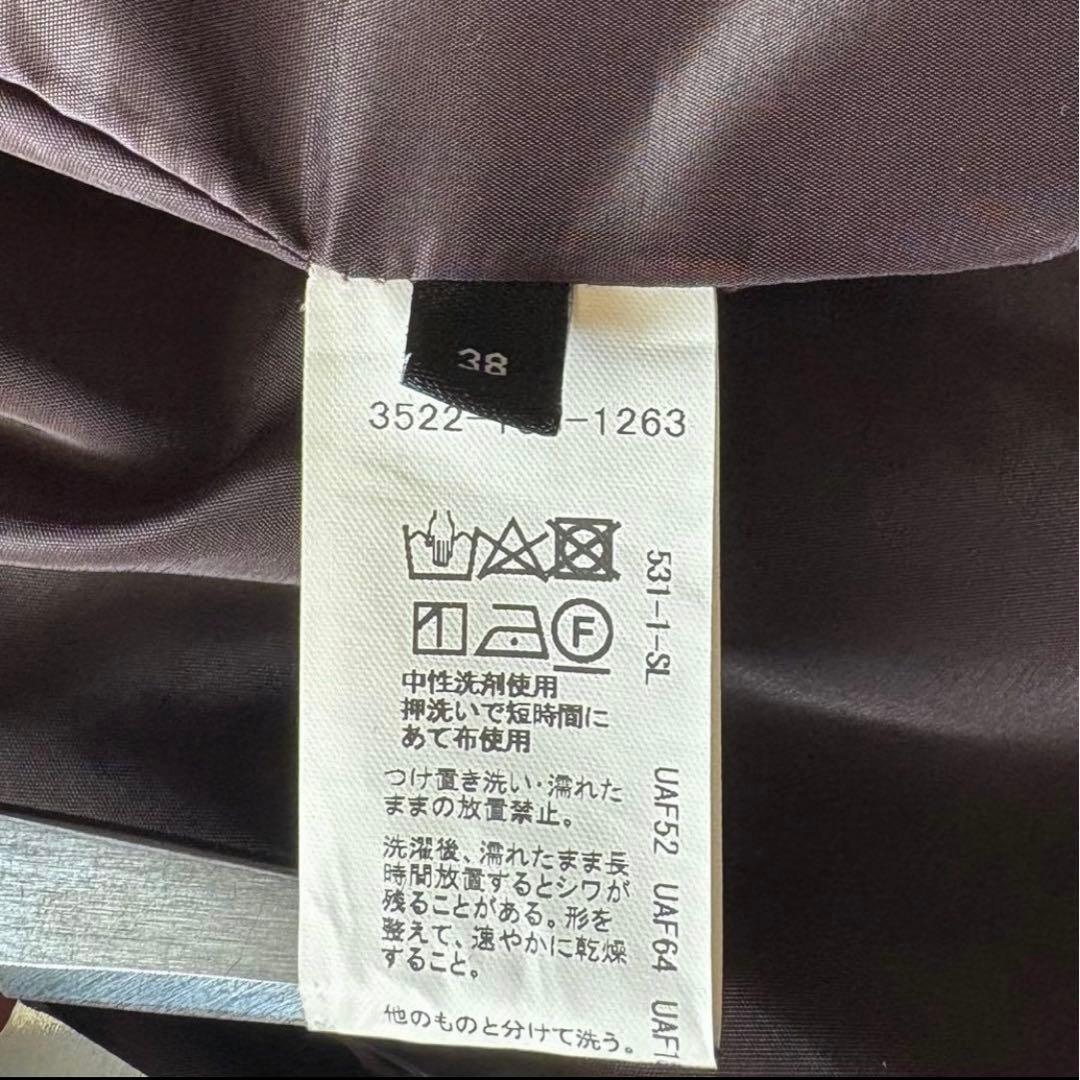 38
3522- -1263
F
中性洗剤使用
押洗いで短時間に
あて布使用
つけ置き洗い・濡れた
ままの放置禁止。
洗濯後、濡れたまま長
時間放置するとシワが
残ることがある。形を
整えて、速やかに乾燥
すること。
他のものと分けて洗う。
531-1-SL
UAF52 UAF64